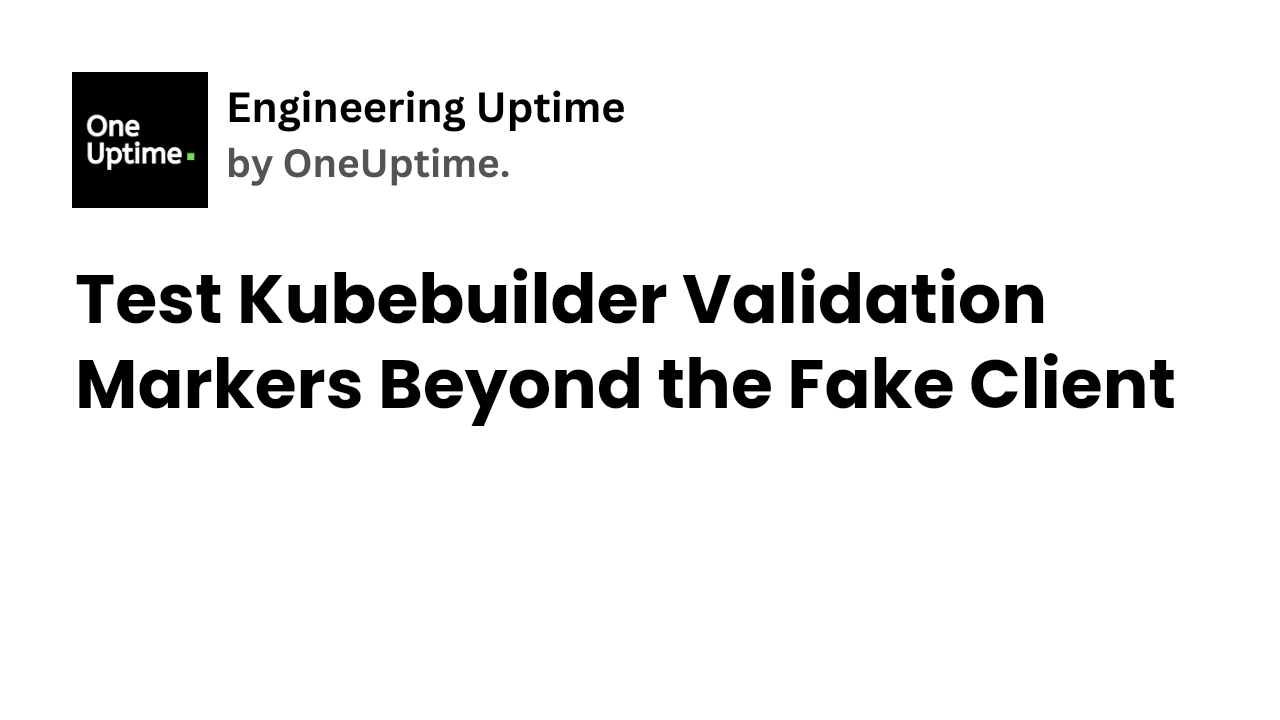 One
Uptime
Engineering Uptime
by OneUptime.
Test Kubebuilder Validation
Markers Beyond the Fake Client